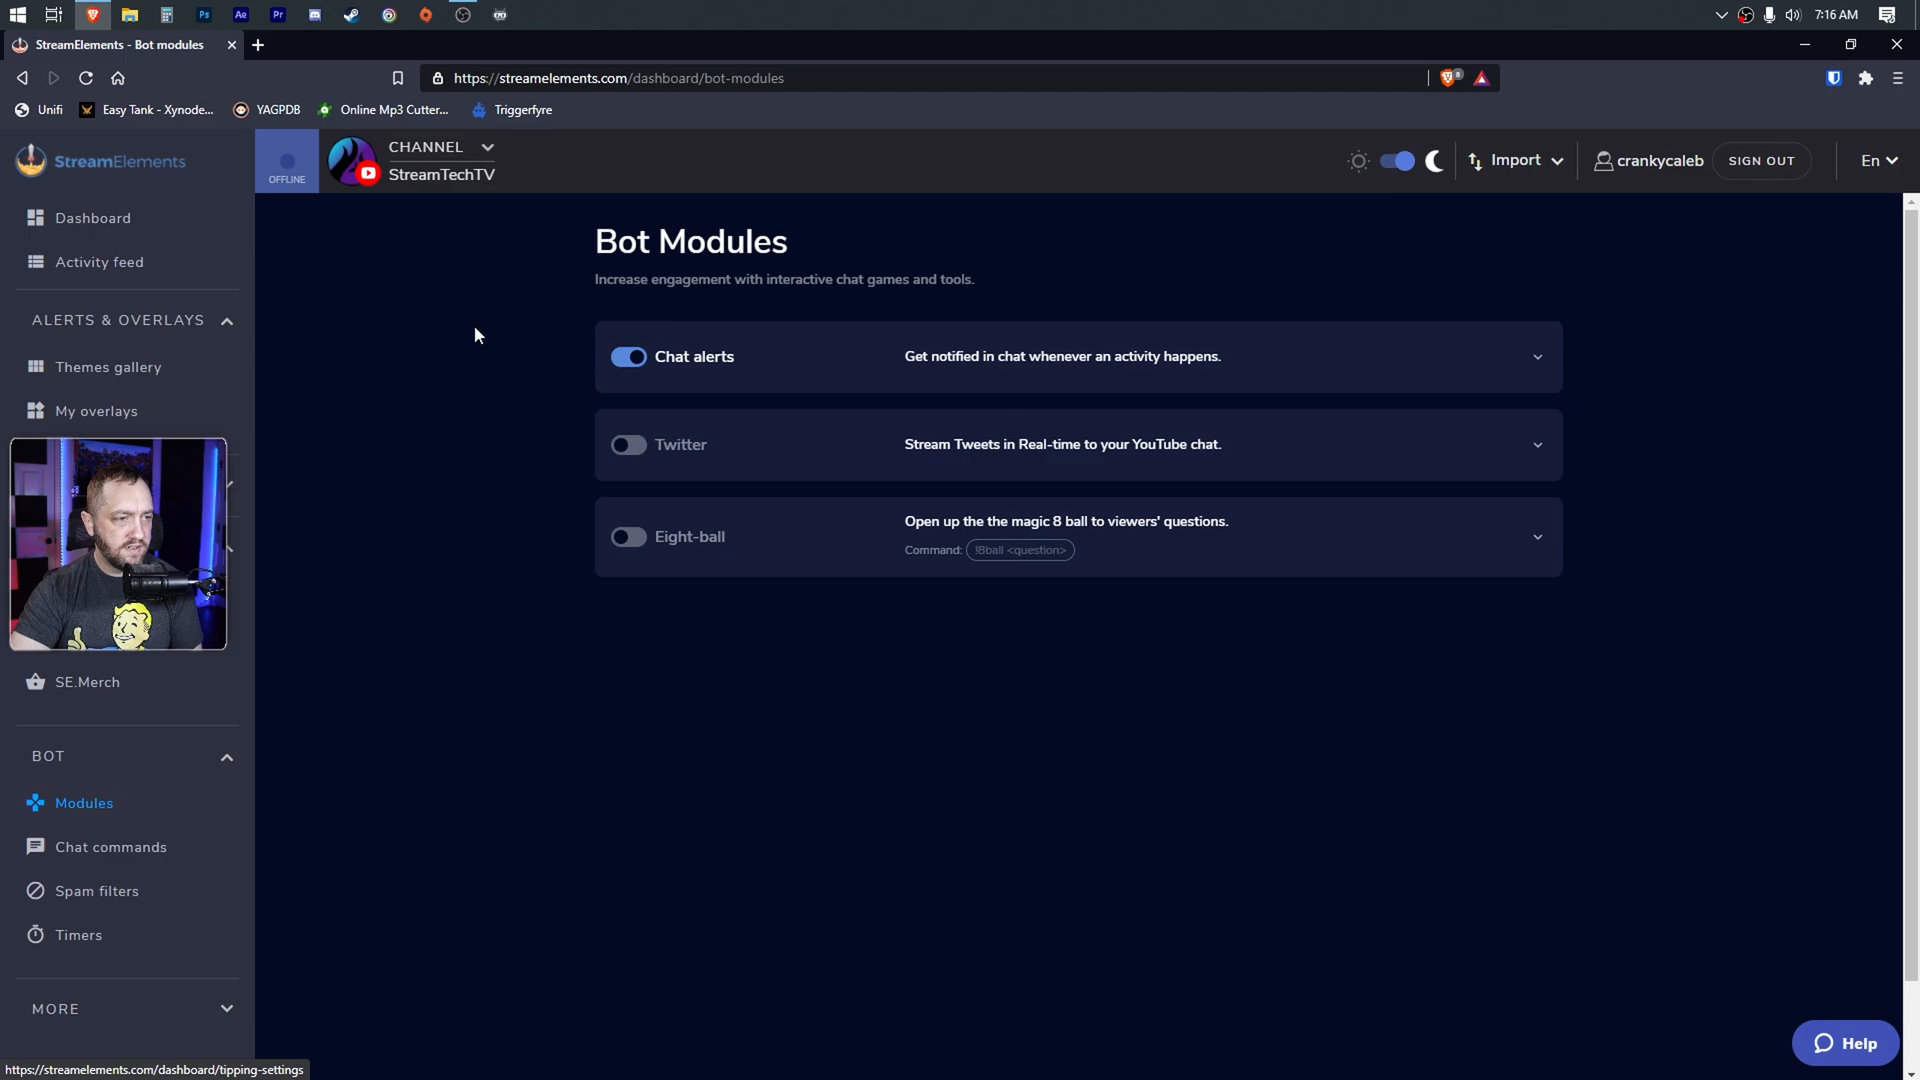 Ps
Ae
Pr
7:16 AM
StreamElements - Bot modules
https://streamelements.com/dashboard/bot-modules
8
Unifi
Easy Tank - Xynode...
YAGPDB
Online Mp3 Cutter...
Triggerfyre
StreamElements
OFFLINE
CHANNEL
StreamTechTV
Import
crankycaleb
SIGN OUT
En
Dashboard
Activity feed
ALERTS & OVERLAYS
Themes gallery
My overlays
SE.Merch
BOT
Modules
Chat commands
Spam filters
Timers
MORE
Bot Modules
Increase engagement with interactive chat games and tools.
Chat alerts
Get notified in chat whenever an activity happens.
Twitter
Stream Tweets in Real-time to your YouTube chat.
Eight-ball
Open up the the magic 8 ball to viewers' questions.
Command: !8ball <question>
Help
https://streamelements.com/dashboard/tipping-settings